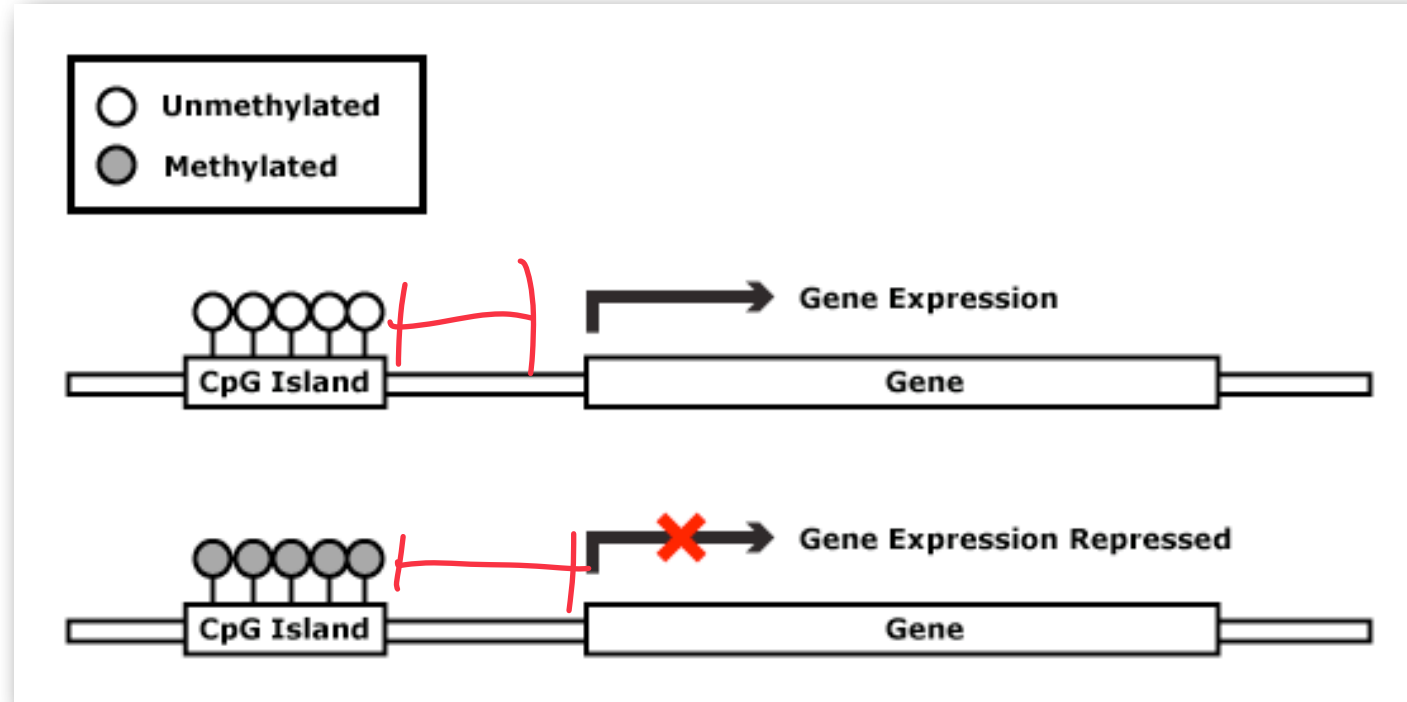 Unmethylated
Methylated
Gene Expression
CpG Island
Gene
Gene Expression Repressed
CpG Island
Gene